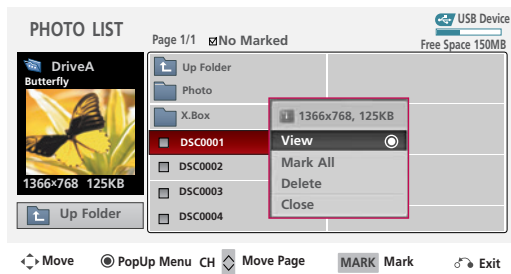 PHOTO LIST
Page 1/1 No Marked
USB Device
Free Space 150MB
DriveA
Butterfly
1366x768 125KB
Up Folder
Up Folder
Photo
X.Box
DSC0001
DSC0002
DSC0003
DSC0004
1366x768, 125KB
View
Mark All
Delete
Close
Move PopUp Menu CH Move Page MARK Mark Exit